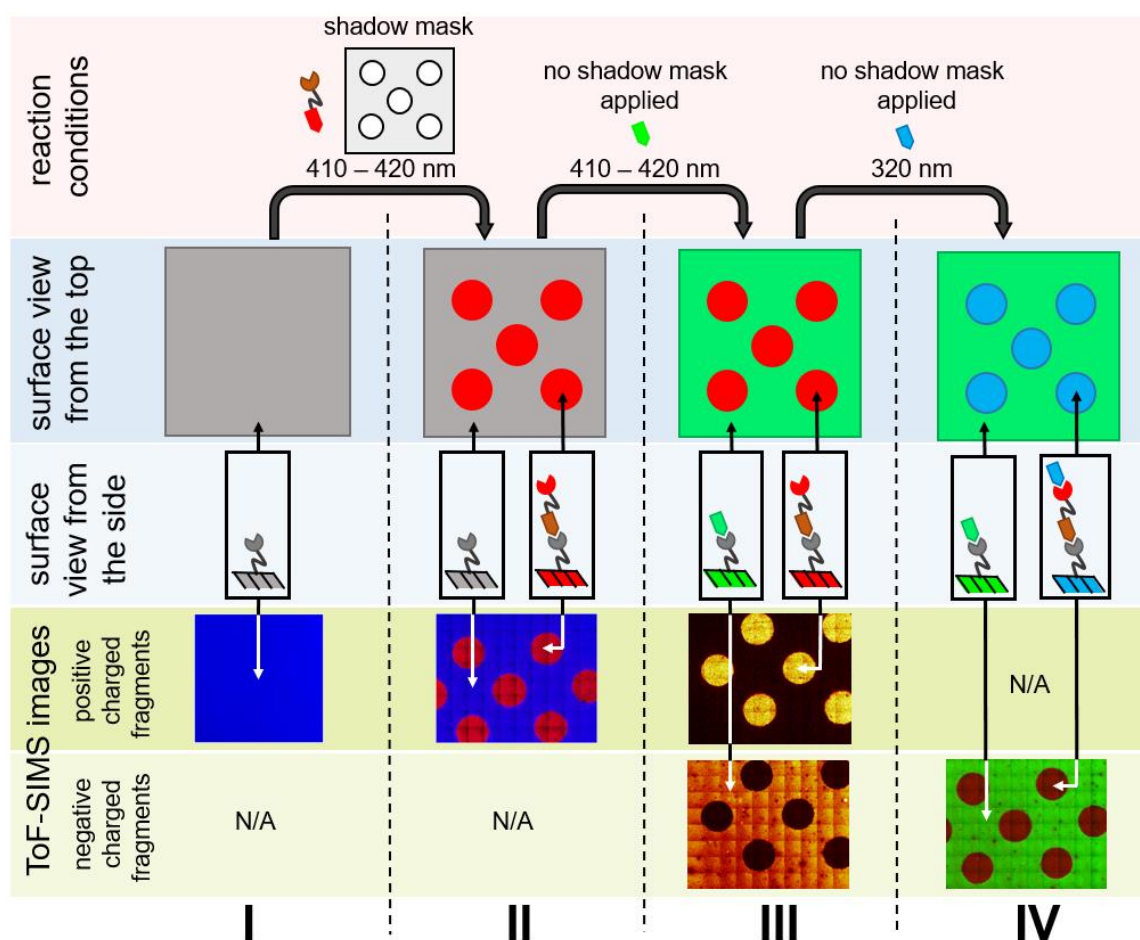 shadow mask
reaction
conditions
no shadow mask
applied
no shadow mask
applied
410 – 420 nm
410 – 420 nm
320 nm
surface view
from the top
surface
view from
the side
ToF-SIMS images
positive
charged
fragments
N/A
negative
charged
fragments
N/A
N/A
I
II
III
IV